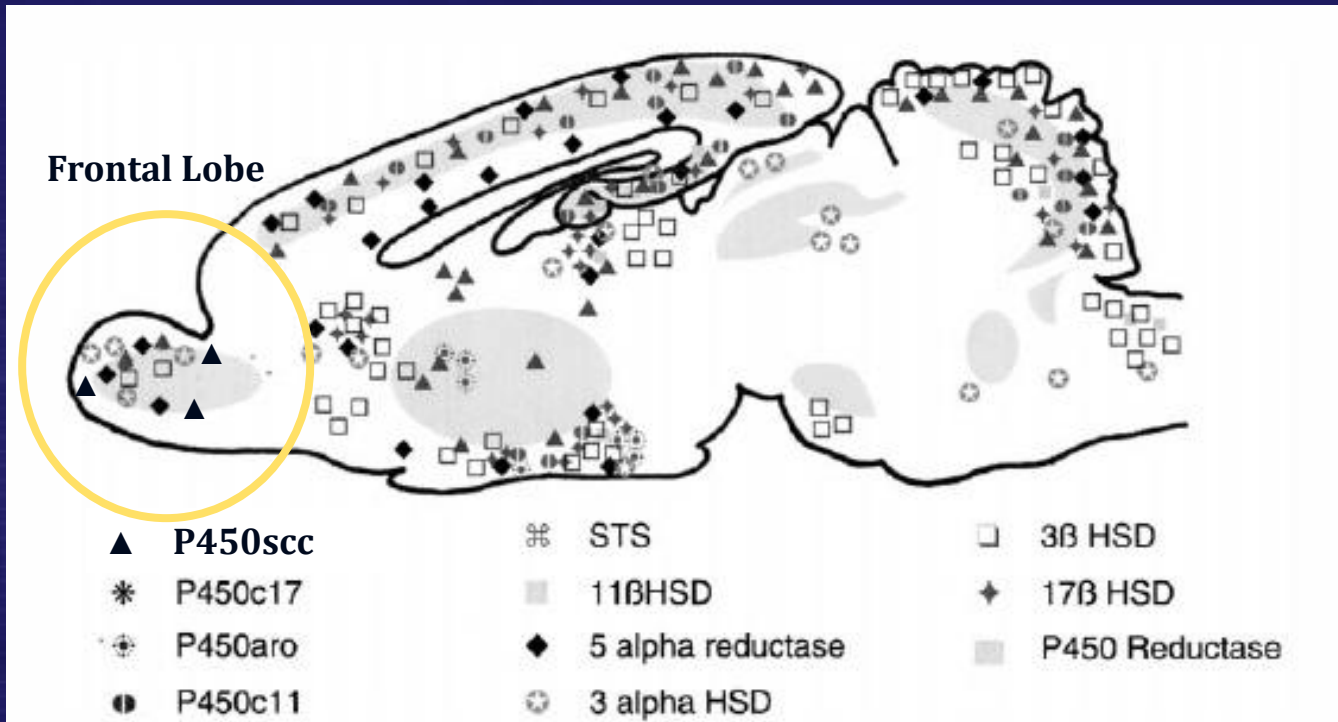 Frontal Lobe
P450scc
P450c17
P450aro
P450c11
STS
11ßHSD
5 alpha reductase
3 alpha HSD
3ß HSD
17ß HSD
P450 Reductase